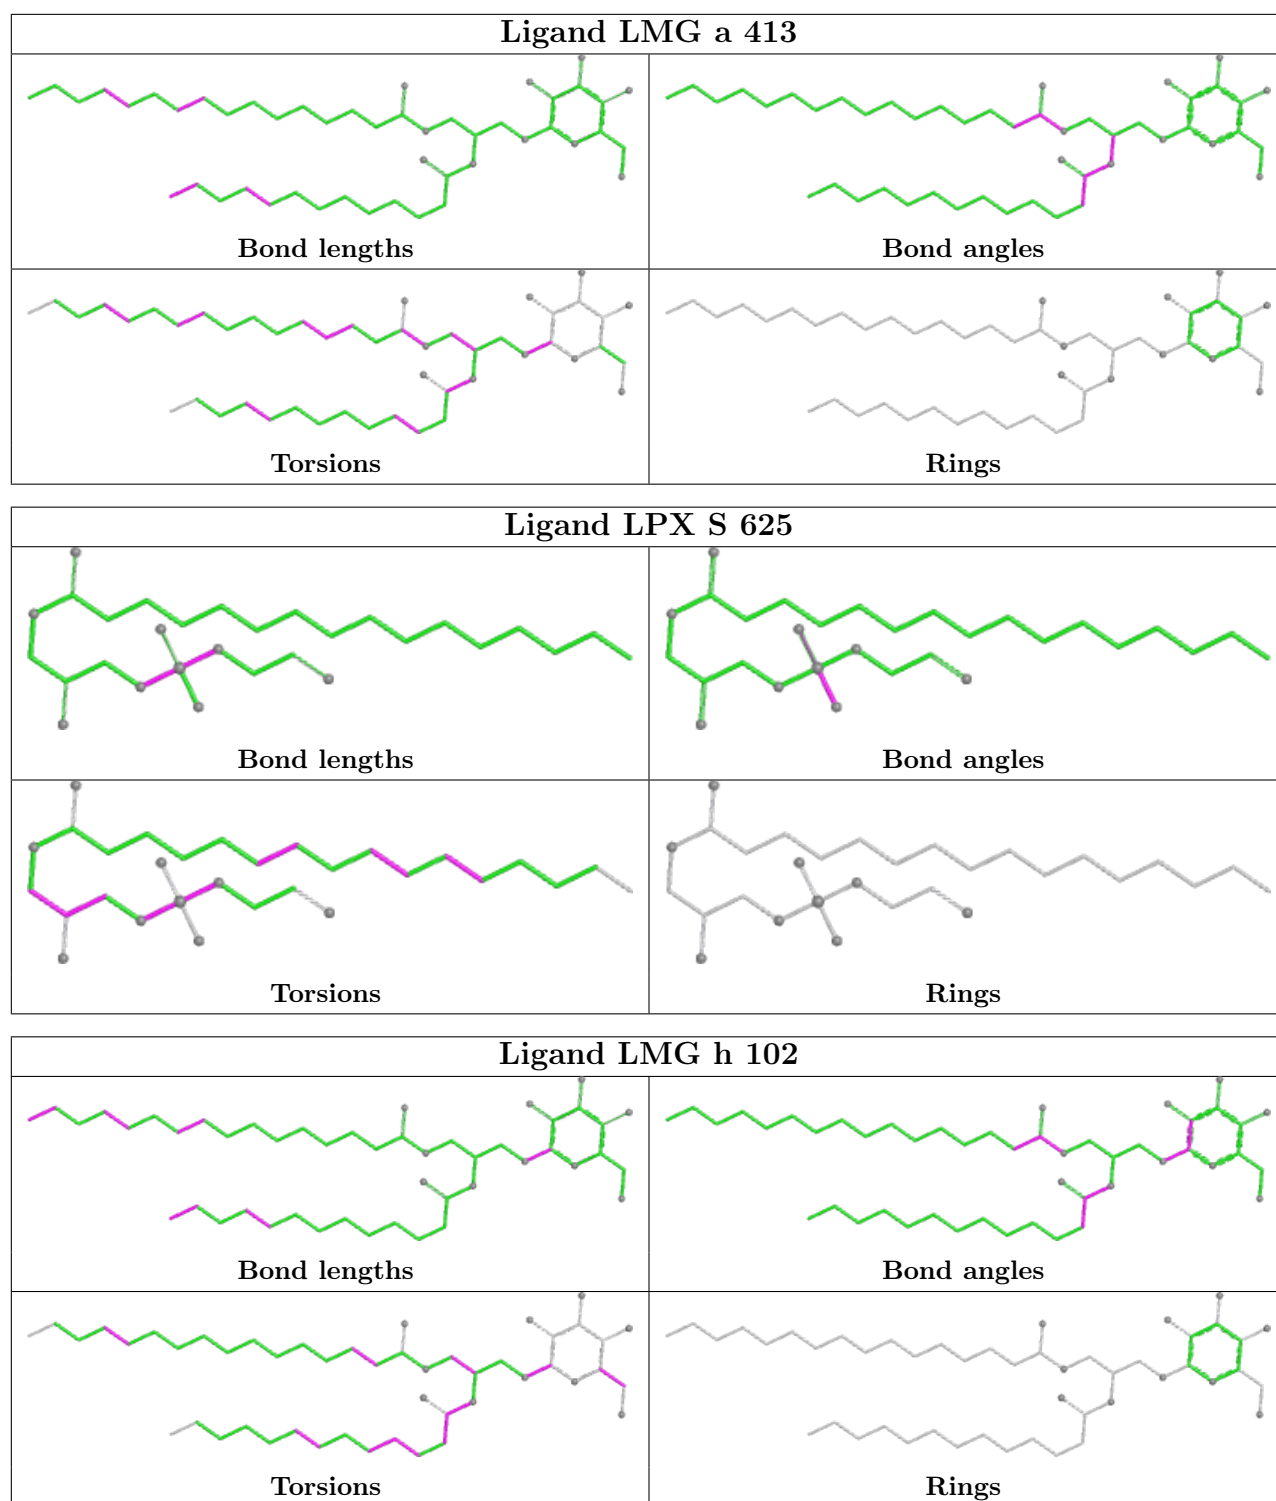 Ligand LMG a 413
Bond lengths Bond angles
Torsions Rings
Ligand LPX S 625
Bond lengths Bond angles
Torsions Rings
Ligand LMG h 102
Bond lengths Bond angles
Torsions Rings